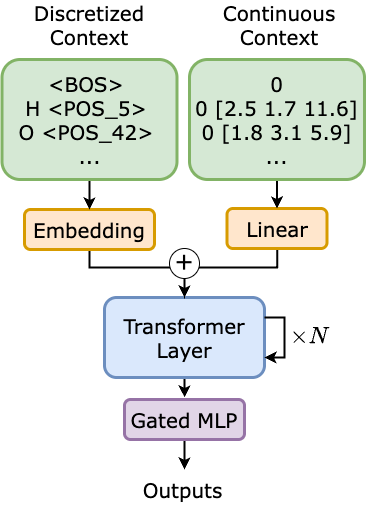 Discretized
Context
<BOS>
H <POS_5>
O <POS_42>
...
Continuous
Context
0
0 [2.5 1.7 11.6]
0 [1.8 3.1 5.9]
...
Embedding
Linear
+
Transformer
Layer
×N
Gated MLP
Outputs